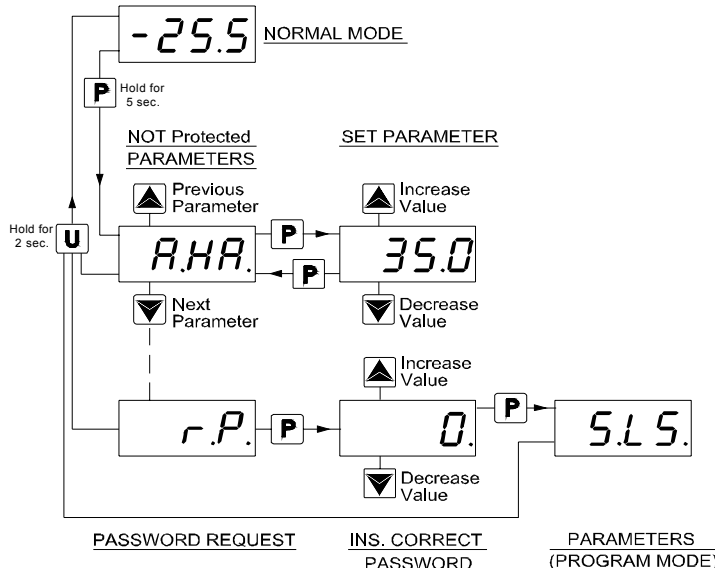 -25.5 NORMAL MODE
P Hold for
5 sec.
NOT Protected
PARAMETERS
SET PARAMETER
Previous
Parameter
Increase
Value
Hold for
2 sec.
U
P
A.HA.
35.0
P
Next
Parameter
Decrease
Value
Increase
Value
r.P. P 0. P S.L S.
Decrease
Value
PASSWORD REQUEST
INS. CORRECT
PASSWORD
PARAMETERS
(PROGRAM MODE)